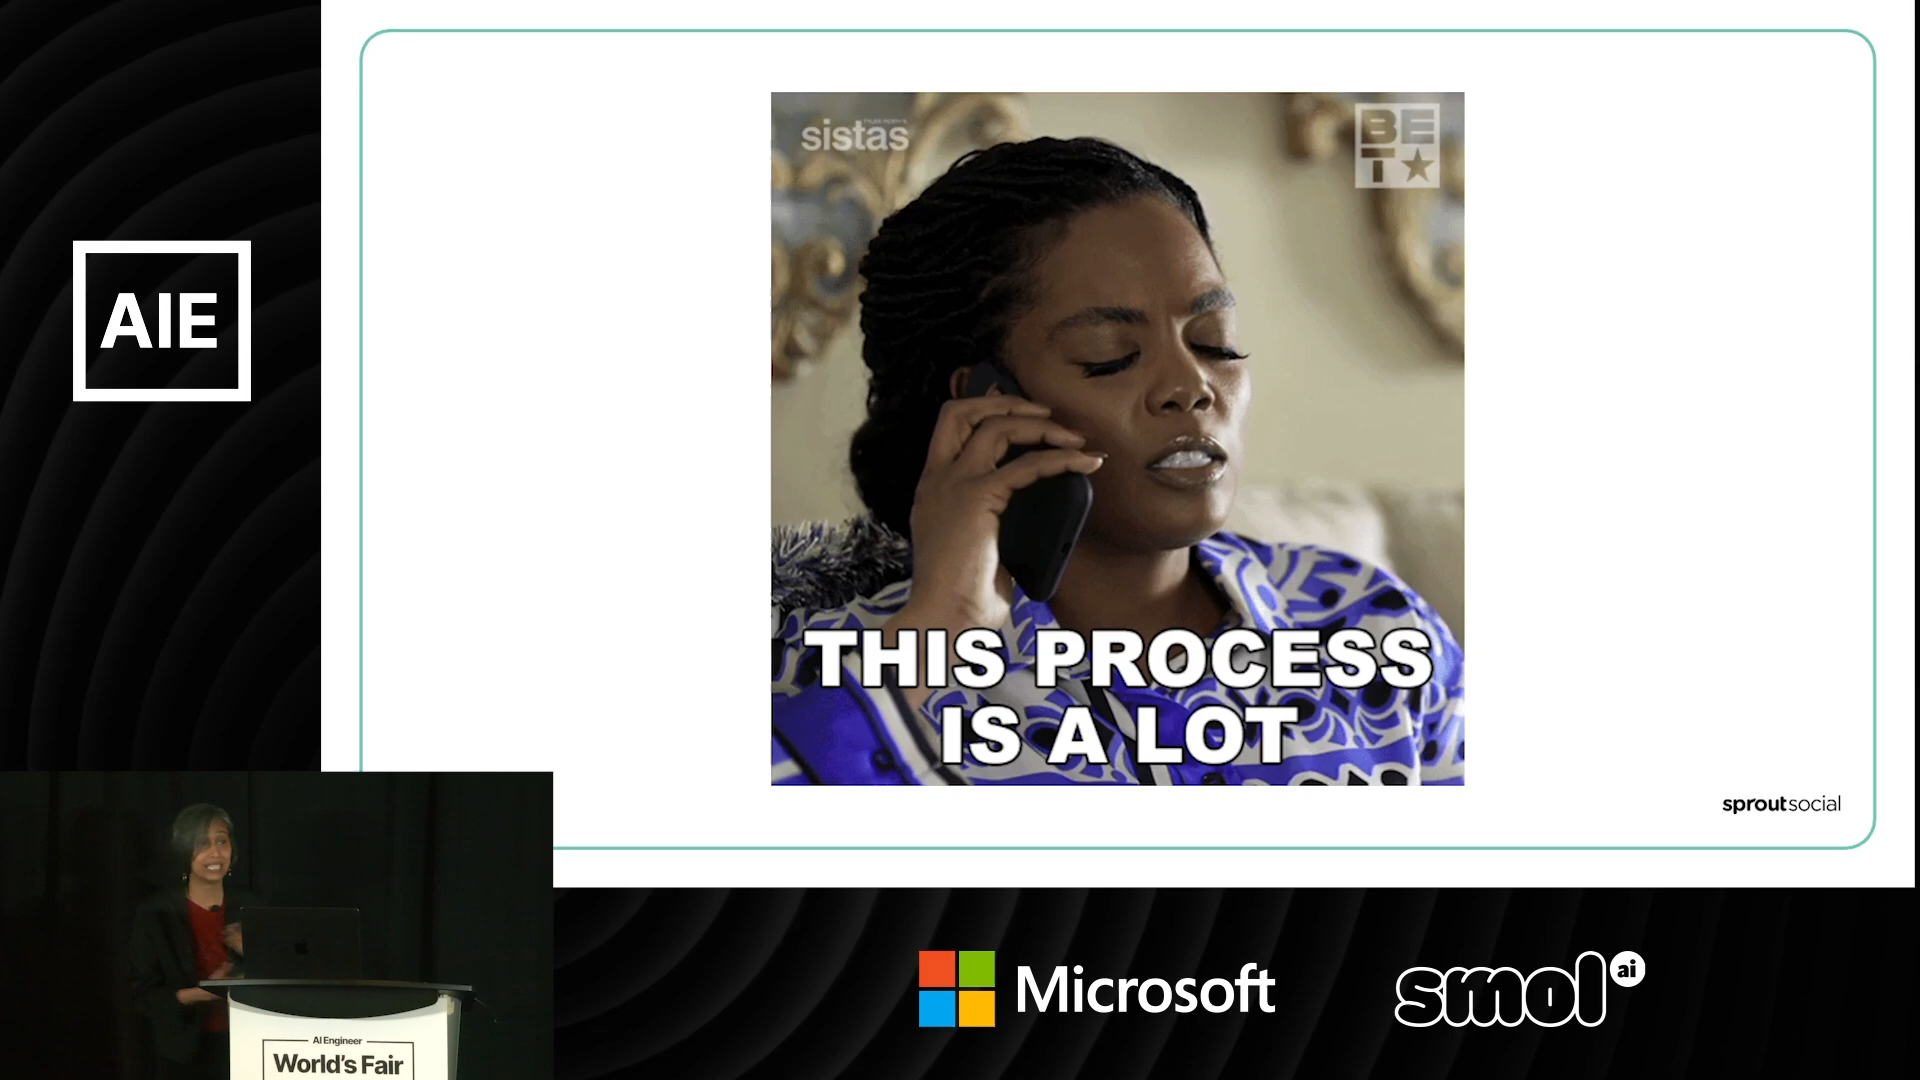 AIE
sistas
BET
THIS PROCESS
IS A LOT
sproutsocial
AI Engineer
World's Fair
Microsoft
smol ai